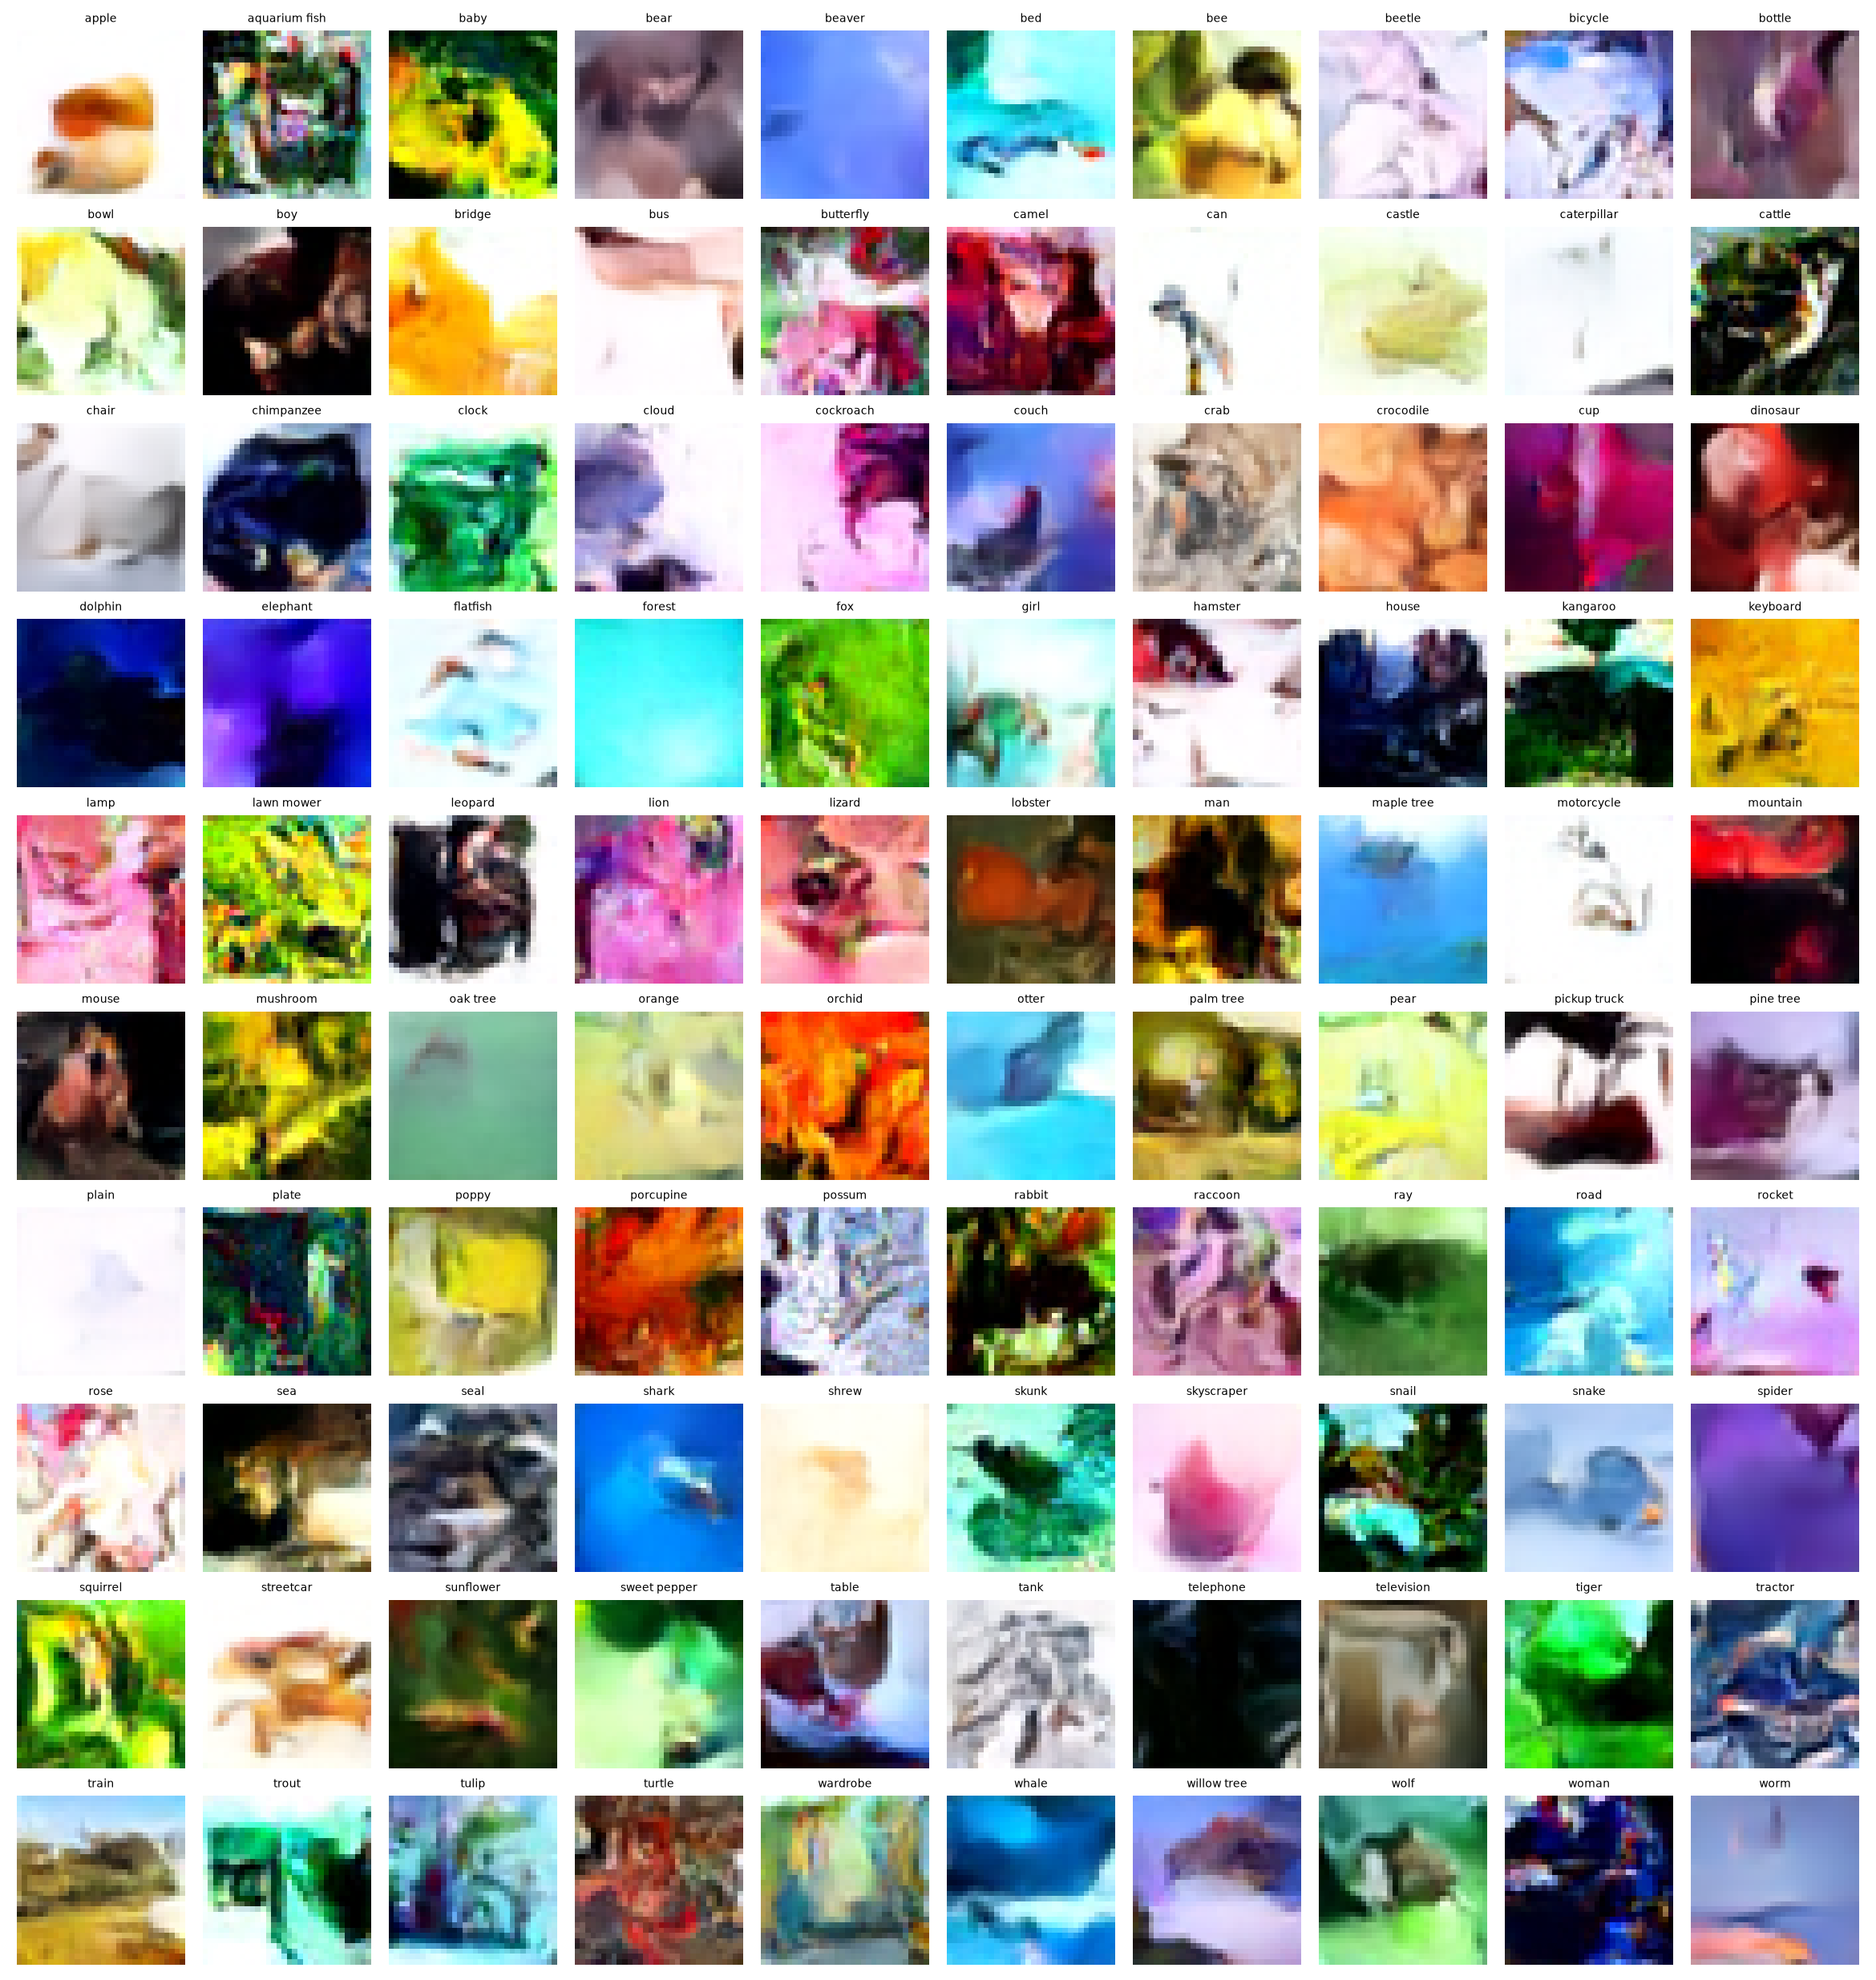 apple aquarium fish baby bear beaver bed bee beetle bicycle bottle
bowl boy bridge bus butterfly camel can castle caterpillar cattle
chair chimpanzee clock cloud cockroach couch crab crocodile cup dinosaur
dolphin elephant flatfish forest fox girl hamster house kangaroo keyboard
lamp lawn mower leopard lion lizard lobster man maple tree motorcycle mountain
mouse mushroom oak tree orange orchid otter palm tree pear pickup truck pine tree
plain plate poppy porcupine possum rabbit raccoon ray road rocket
rose sea seal shark shrew skunk skyscraper snail snake spider
squirrel streetcar sunflower sweet pepper table tank telephone television tiger tractor
train trout tulip turtle wardrobe whale willow tree wolf woman worm